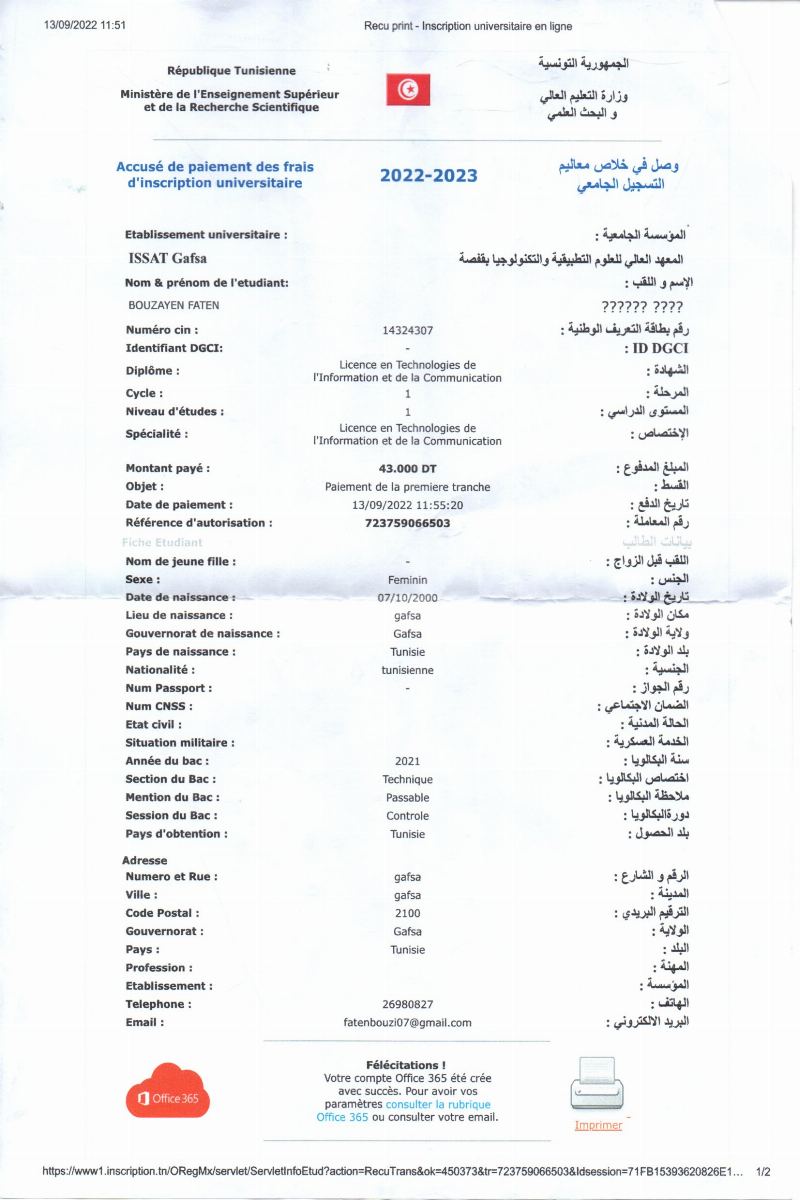 13/09/2022 11:51 Recu print - Inscription universitaire en ligne
République Tunisienne الجمهورية التونسية
Ministère de l'Enseignement Supérieur وزارة التعليم العالي
et de la Recherche Scientifique و البحث العلمي
Accusé de paiement des frais 2022-2023 وصل في خلاص معاليم
d'inscription universitaire التسجيل الجامعي
Etablissement universitaire : المؤسسة الجامعية :
ISSAT Gafsa المعهد العالي للعلوم التطبيقية والتكنولوجيا بقفصة
Nom & prénom de l'etudiant: الإسم و اللقب :
BOUZAYEN FATEN ?????? ????
Numéro cin : 14324307 رقم بطاقة التعريف الوطنية :
Identifiant DGCI: - ID DGCI :
Diplôme : Licence en Technologies de l'Information et de la Communication الشهادة :
Cycle : 1 المرحلة :
Niveau d'études : 1 المستوى الدراسي :
Spécialité : Licence en Technologies de l'Information et de la Communication الإختصاص :
Montant payé : 43.000 DT المبلغ المدفوع :
Objet : Paiement de la premiere tranche القسط :
Date de paiement : 13/09/2022 11:55:20 تاريخ الدفع :
Référence d'autorisation : 723759066503 رقم المعاملة :
Fiche Etudiant بيانات الطالب
Nom de jeune fille : - اللقب قبل الزواج :
Sexe : Feminin الجنس :
Date de naissance : 07/10/2000 تاريخ الولادة :
Lieu de naissance : gafsa مكان الولادة :
Gouvernorat de naissance : Gafsa ولاية الولادة :
Pays de naissance : Tunisie بلد الولادة :
Nationalité : tunisienne الجنسية :
Num Passport : - رقم الجواز :
Num CNSS : الضمان الاجتماعي :
Etat civil : الحالة المدنية :
Situation militaire : الخدمة العسكرية :
Année du bac : 2021 سنة البكالويا :
Section du Bac : Technique اختصاص البكالويا :
Mention du Bac : Passable ملاحظة البكالويا :
Session du Bac : Controle دورةالبكالويا :
Pays d'obtention : Tunisie بلد الحصول :
Adresse
Numero et Rue : gafsa الرقم و الشارع :
Ville : gafsa المدينة :
Code Postal : 2100 الترقيم البريدي :
Gouvernorat : Gafsa الولاية :
Pays : Tunisie البلد :
Profession : المهنة :
Etablissement : المؤسسة :
Telephone : 26980827 الهاتف :
Email : fatenbouzi07@gmail.com البريد الالكتروني :
Félécitations !
Votre compte Office 365 été crée
avec succès. Pour avoir vos
paramètres consulter la rubrique
Office 365 ou consulter votre email.
Office 365
Imprimer
https://www1.inscription.tn/ORegMx/servlet/ServletInfoEtud?action=RecuTrans&ok=450373&tr=723759066503&Idsession=71FB15393620826E1... 1/2